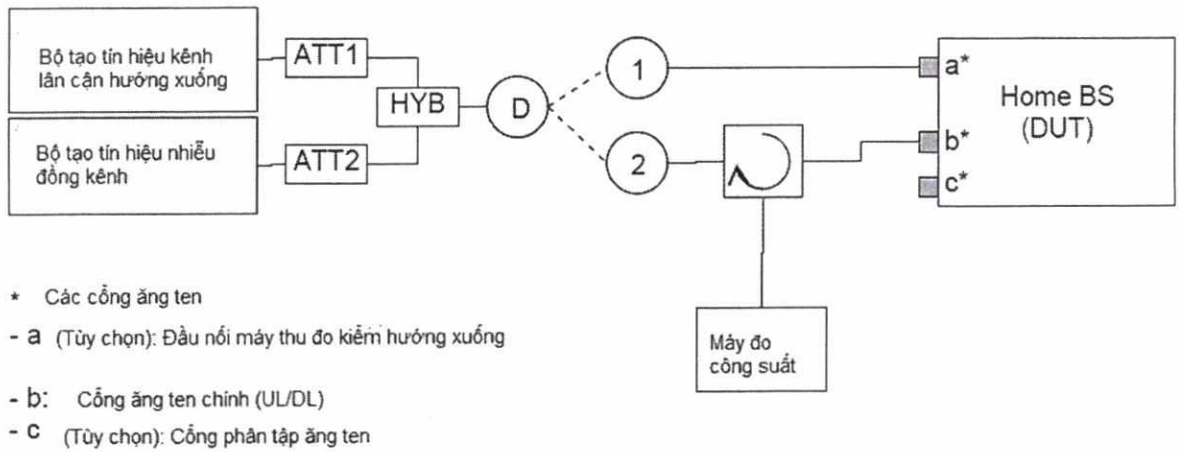 Bộ tạo tín hiệu kênh
lân cận hướng xuống
ATT1
HYB
D
1
2
a*
Home BS
(DUT)
b*
c*
Bộ tạo tín hiệu nhiễu
đồng kênh
ATT2
* Các cổng ăng ten
- a (Tùy chọn): Đầu nối máy thu đo kiểm hướng xuống
Máy đo
công suất
- b: Cổng ăng ten chính (UL/DL)
- c (Tùy chọn): Cổng phân tập ăng ten